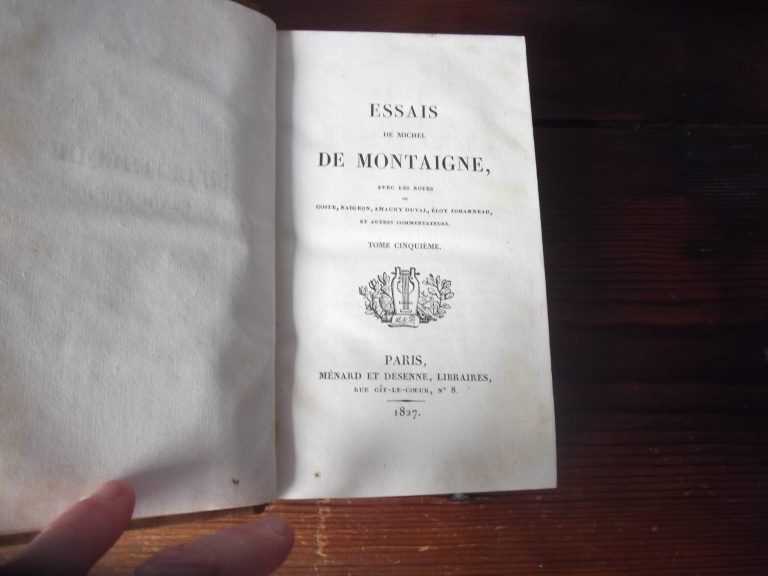 ESSAIS
DE MICHEL
DE MONTAIGNE,
AVEC LES NOTES
DE
COSTE, NAIGEON, AMAURY DUVAL, ÉLOY JOHANNEAU,
ET AUTRES COMMENTATEURS.
TOME CINQUIÈME.
PARIS,
MÉNARD ET DESENNE, LIBRAIRES,
RUE GÎT-LE-COEUR, N° 8.
1827.